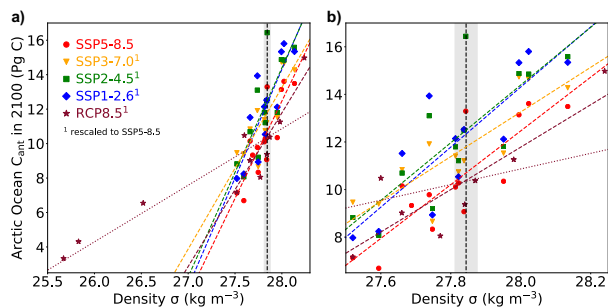 a)
b)
SSP5-8.5
SSP3-7.0¹
SSP2-4.5¹
SSP1-2.6¹
RCP8.5¹
¹ rescaled to SSP5-8.5
Arctic Ocean Cant in 2100 (Pg C)
16
14
12
10
8
6
4
25.5 26.0 26.5 27.0 27.5 28.0
Density σ (kg m⁻³)
16
14
12
10
8
27.6 27.8 28.0 28.2
Density σ (kg m⁻³)